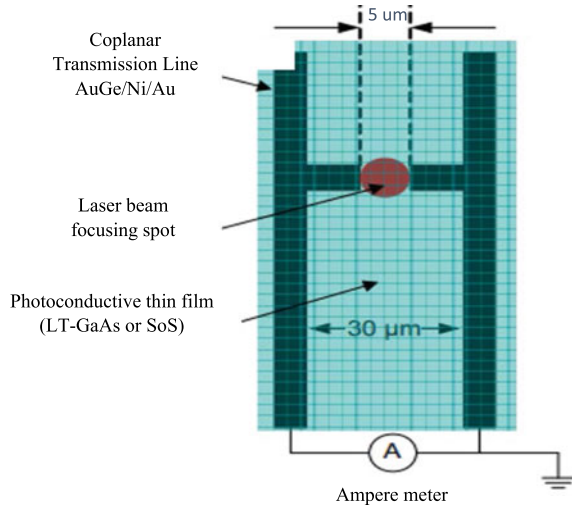 5 um
Coplanar
Transmission Line
AuGe/Ni/Au
Laser beam
focusing spot
Photoconductive thin film
(LT-GaAs or SoS)
30 µm
A
Ampere meter